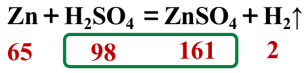 Zn + H₂SO₄ = ZnSO₄ + H₂↑
65 98 161 2